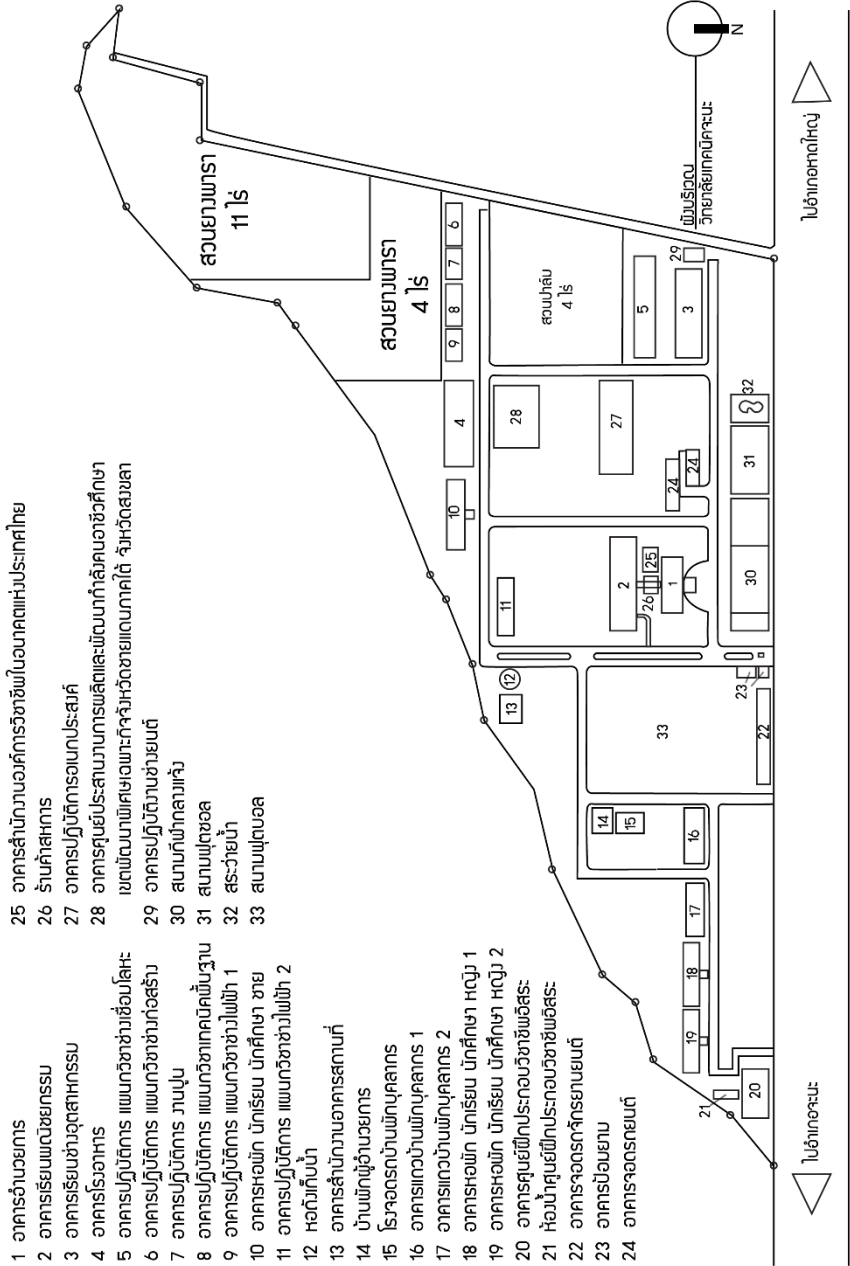 1 อาคารอำนวยการ
2 อาคารเรียนพณิชยกรรม
3 อาคารเรียนช่างอุตสาหกรรม
4 อาคารโรงอาหาร
5 อาคารปฏิบัติการ แผนกวิชาช่างเชื่อมโลหะ
6 อาคารปฏิบัติการ แผนกวิชาช่างก่อสร้าง
7 อาคารปฏิบัติการ งานปูน
8 อาคารปฏิบัติการ แผนกวิชาเทคนิคพื้นฐาน
9 อาคารปฏิบัติการ แผนกวิชาช่างไฟฟ้า 1
10 อาคารหอพัก นักเรียน นักศึกษา ชาย
11 อาคารปฏิบัติการ แผนกวิชาช่างไฟฟ้า 2
12 หอถังเก็บน้ำ
13 อาคารสำนักงานอาคารสถานที่
14 บ้านพักผู้อำนวยการ
15 โรงจอดรถบ้านพักบุคลากร
16 อาคารแถวบ้านพักบุคลากร 1
17 อาคารแถวบ้านพักบุคลากร 2
18 อาคารหอพัก นักเรียน นักศึกษา หญิง 1
19 อาคารหอพัก นักเรียน นักศึกษา หญิง 2
20 อาคารศูนย์ฝึกประกอบวิชาชีพอิสระ
21 ห้องน้ำศูนย์ฝึกประกอบวิชาชีพอิสระ
22 อาคารจอดรถจักรยานยนต์
23 อาคารป้อมยาม
24 อาคารจอดรถยนต์
25 อาคารสำนักงานองค์การวิชาชีพในอนาคตแห่งประเทศไทย
26 ร้านค้าสหการ
27 อาคารปฏิบัติการอเนกประสงค์
28 อาคารศูนย์ประสานงานการผลิตและพัฒนากำลังคนอาชีวศึกษา
เขตพัฒนาพิเศษเฉพาะกิจจังหวัดชายแดนภาคใต้ จังหวัดสงขลา
29 อาคารปฏิบัติงานช่างยนต์
30 สนามกีฬากลางแจ้ง
31 สนามฟุตซอล
32 สระว่ายน้ำ
33 สนามฟุตบอล
สวนยางพารา
11 ไร่
สวนยางพารา
4 ไร่
สวนปาล์ม
4 ไร่
9
8
7
6
4
10
28
27
5
3
29
24
24
11
2
25
26
1
12
13
33
14
15
16
17
18
19
20
21
22
23
30
31
32
N
ผังบริเวณ
วิทยาลัยเทคนิคจะนะ
ไปอำเภอจะนะ
ไปอำเภอหาดใหญ่